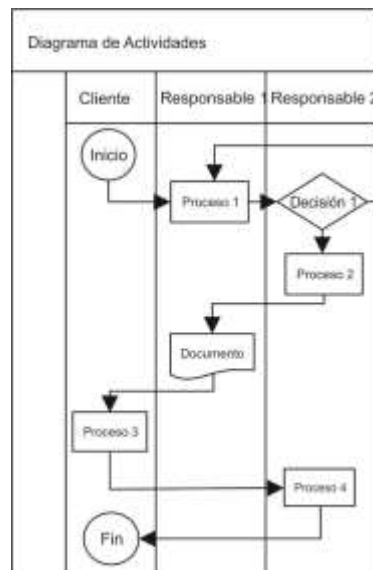 Diagrama de Actividades
Cliente
Responsable 1
Responsable 2
Inicio
Proceso 1
Decisión 1
Proceso 2
Documento
Proceso 3
Proceso 4
Fin